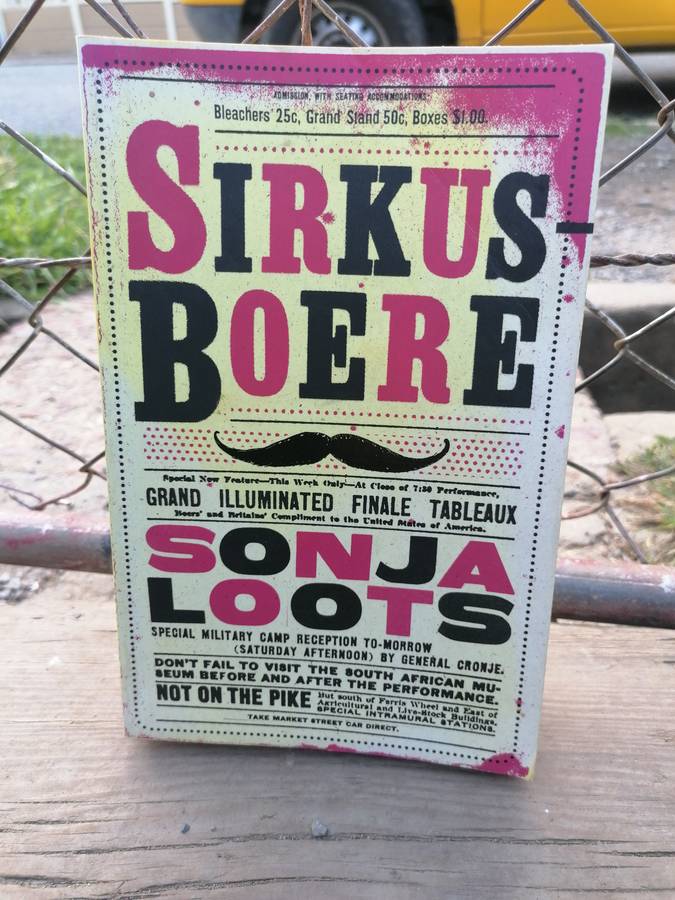 ADMISSION, WITH SEATING ACCOMMODATIONS:
Bleachers 25c, Grand Stand 50c, Boxes $1.00.
SIRKUS-
BOERE
Special New Feature—This Week Only—At Close of 7:30 Performance,
GRAND ILLUMINATED FINALE TABLEAUX
Boers' and Britains' Compliment to the United States of America.
SONJA
LOOTS
SPECIAL MILITARY CAMP RECEPTION TO-MORROW
(SATURDAY AFTERNOON) BY GENERAL CRONJE.
DON'T FAIL TO VISIT THE SOUTH AFRICAN MU-
SEUM BEFORE AND AFTER THE PERFORMANCE.
NOT ON THE PIKE
But south of Ferris Wheel and East of
Agricultural and Live-Stock Buildings.
SPECIAL INTRAMURAL STATIONS.
TAKE MARKET STREET CAR DIRECT.